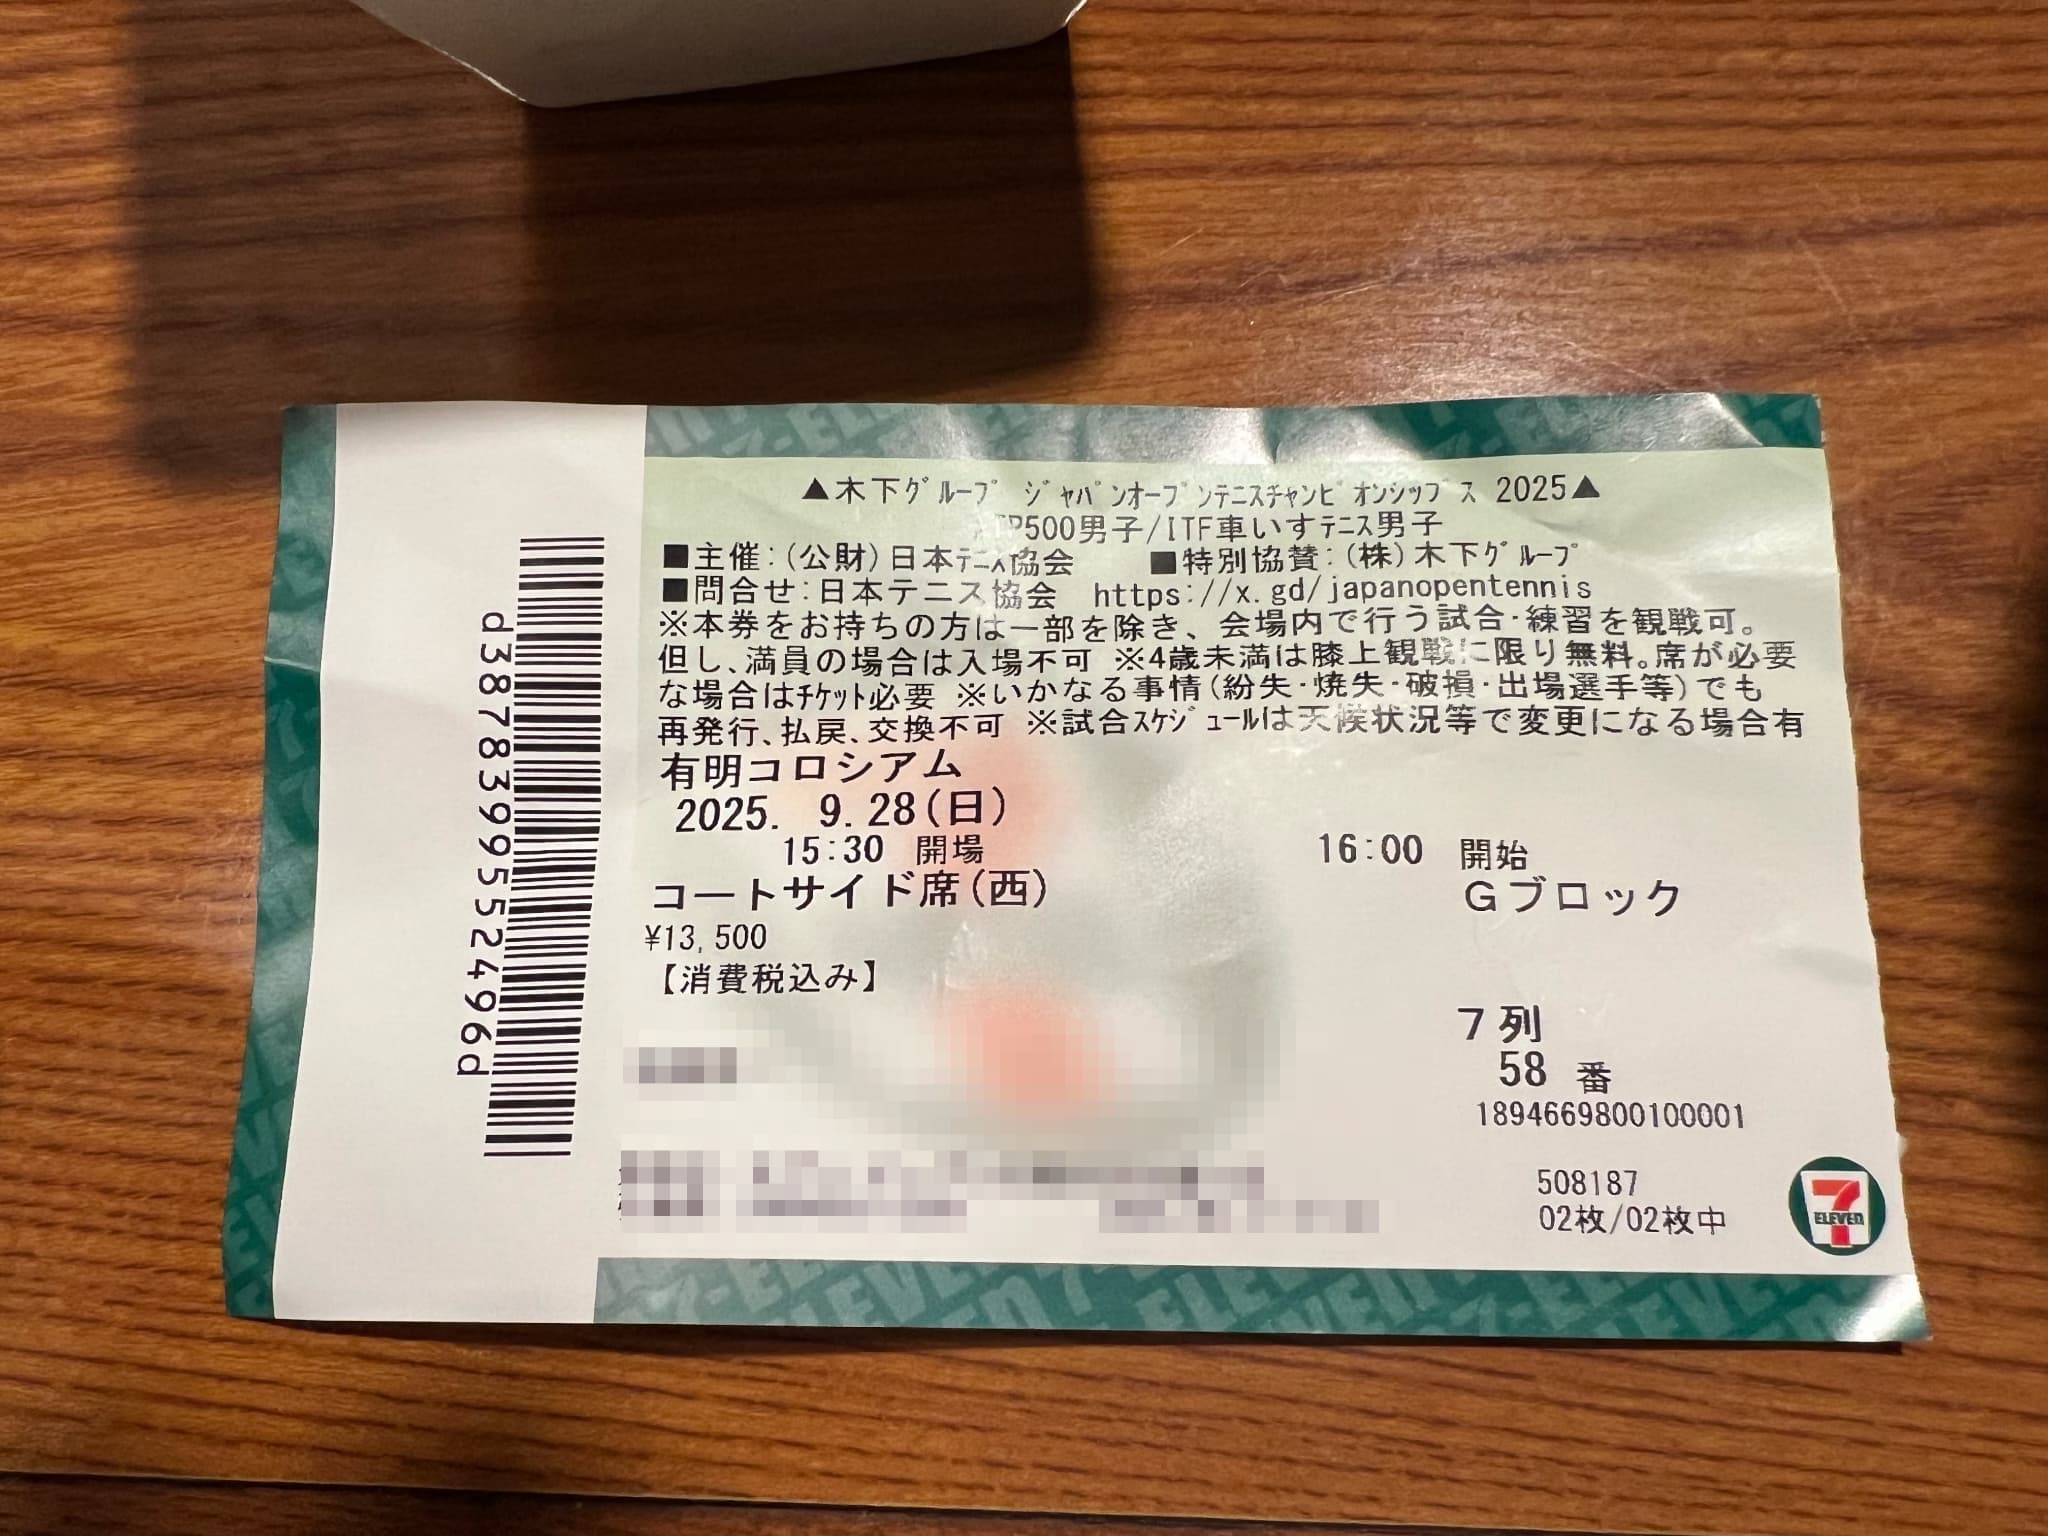 ▲木下グループ ジャパンオープンテニスチャンピオンシップス 2025▲
ATP500男子/ITF車いすテニス男子
■主催:(公財)日本テニス協会 ■特別協賛:(株)木下グループ
■問合せ:日本テニス協会 https://x.gd/japanopentennis
※本券をお持ちの方は一部を除き、会場内で行う試合・練習を観戦可。
但し、満員の場合は入場不可 ※4歳未満は膝上観戦に限り無料。席が必要
な場合はチケット必要 ※いかなる事情(紛失・焼失・破損・出場選手等)でも
再発行、払戻、交換不可 ※試合スケジュールは天候状況等で変更になる場合有
有明コロシアム
2025. 9.28(日)
15:30 開場 16:00 開始
コートサイド席(西) Gブロック
¥13,500
【消費税込み】
7列
58 番
1894669800100001
508187
02枚/02枚中
7 ELEVEN
d3878399552496d